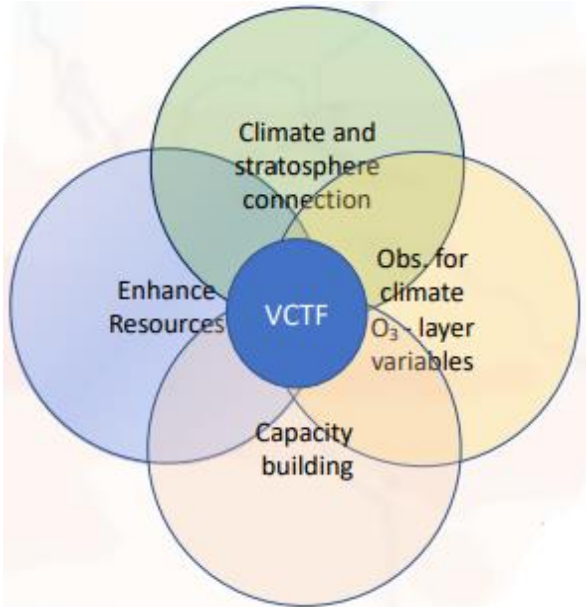 Climate and
stratosphere
connection
Enhance
Resources
VCTF
Obs. for
climate
O₃ - layer
variables
Capacity
building